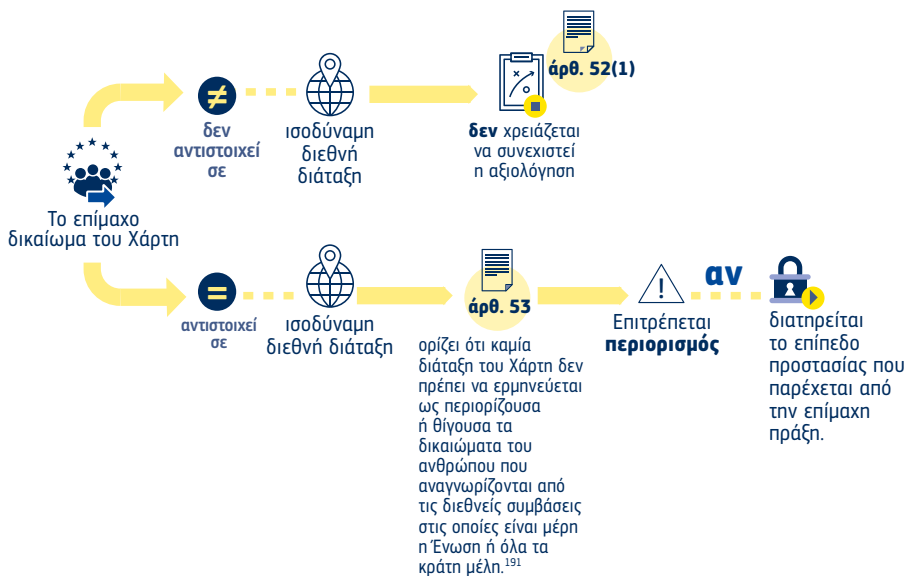 Το επίμαχο
δικαίωμα του Χάρτη
≠
δεν
αντιστοιχεί
σε
ισοδύναμη
διεθνή
διάταξη
άρθ. 52(1)
δεν χρειάζεται
να συνεχιστεί
η αξιολόγηση
=
αντιστοιχεί
σε
ισοδύναμη
διεθνή διάταξη
άρθ. 53
ορίζει ότι καμία
διάταξη του Χάρτη δεν
πρέπει να ερμηνεύεται
ως περιορίζουσα
ή θίγουσα τα
δικαιώματα του
ανθρώπου που
αναγνωρίζονται από
τις διεθνείς συμβάσεις
στις οποίες είναι μέρη
η Ένωση ή όλα τα
κράτη μέλη.191
!
Επιτρέπεται
περιορισμός
αν
διατηρείται
το επίπεδο
προστασίας που
παρέχεται από
την επίμαχη
πράξη.